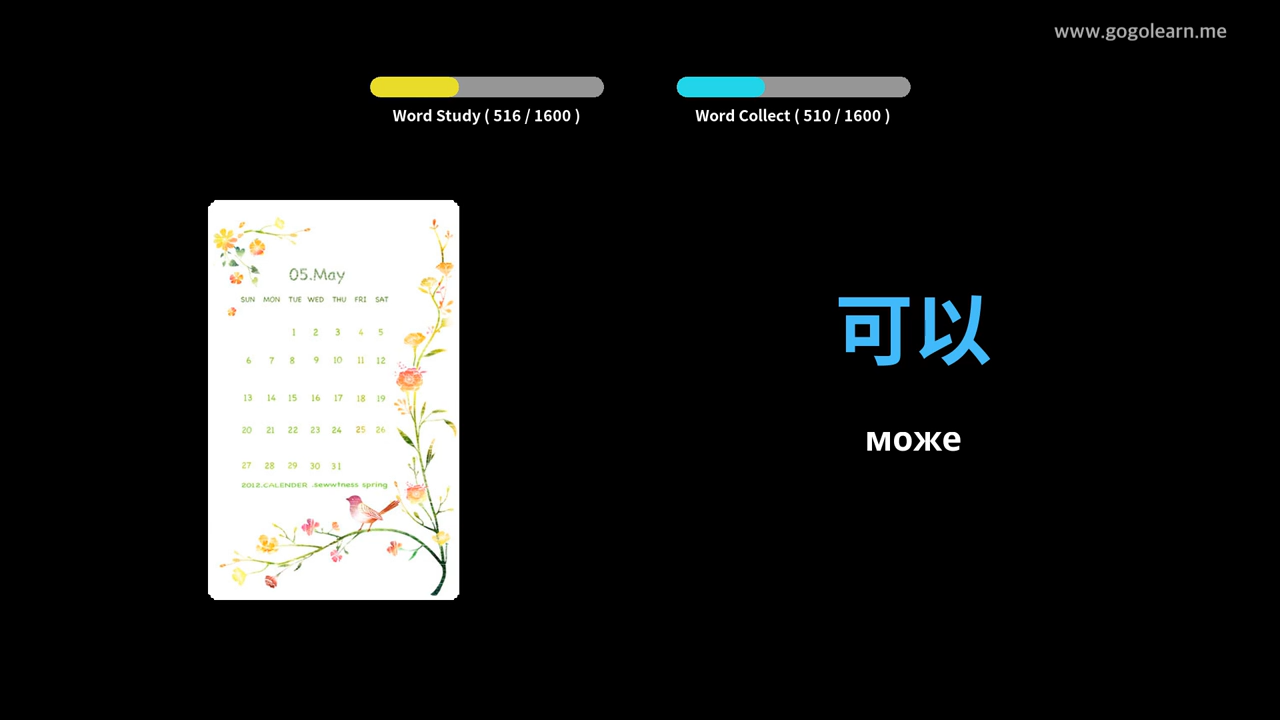 www.gogolearn.me
Word Study ( 516 / 1600 )
Word Collect ( 510 / 1600 )
05.May
SUN MON TUE WED THU FRI SAT
1 2 3 4 5
6 7 8 9 10 11 12
13 14 15 16 17 18 19
20 21 22 23 24 25 26
27 28 29 30 31
2012.CALENDER .sewwtness spring
可以
може